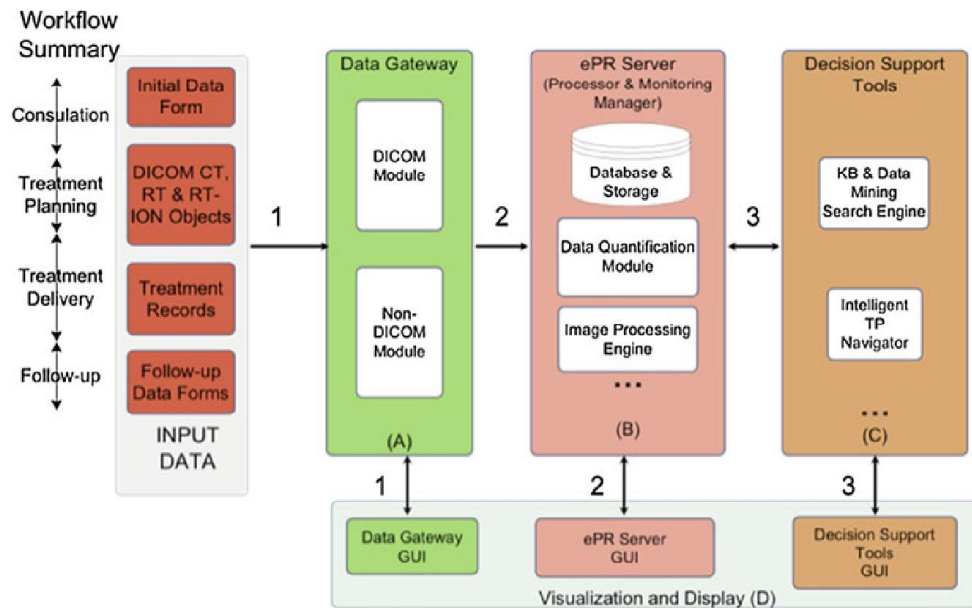 Workflow
Summary
Consulation
Treatment
Planning
Treatment
Delivery
Follow-up
Initial Data
Form
DICOM CT,
RT & RT-
ION Objects
Treatment
Records
Follow-up
Data Forms
INPUT
DATA
1
Data Gateway
DICOM
Module
Non-
DICOM
Module
(A)
2
ePR Server
(Processor & Monitoring
Manager)
Database &
Storage
Data Quantification
Module
Image Processing
Engine
...
(B)
3
Decision Support
Tools
KB & Data
Mining
Search Engine
Intelligent
TP
Navigator
...
(C)
1
2
3
Data Gateway
GUI
ePR Server
GUI
Decision Support
Tools
GUI
Visualization and Display (D)